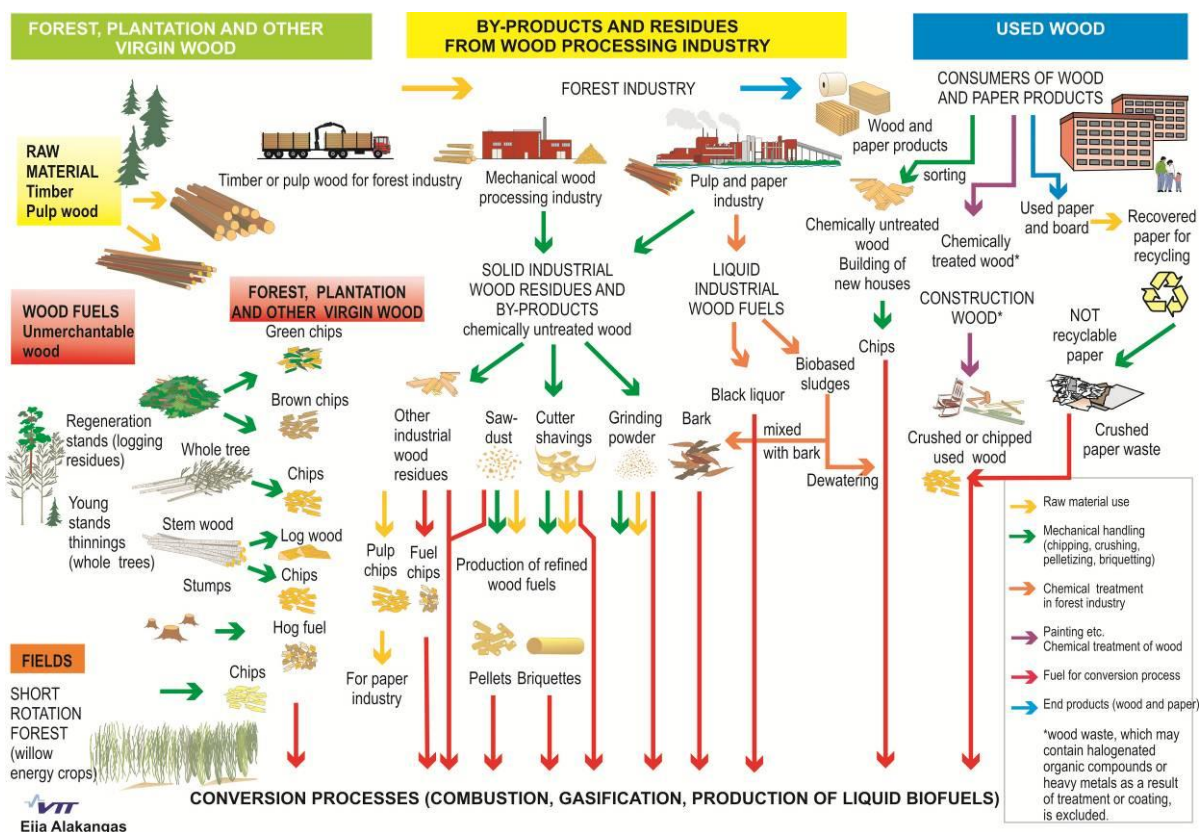 FOREST, PLANTATION AND OTHER
VIRGIN WOOD
BY-PRODUCTS AND RESIDUES
FROM WOOD PROCESSING INDUSTRY
USED WOOD
FOREST INDUSTRY
CONSUMERS OF WOOD
AND PAPER PRODUCTS
Wood and
paper products
sorting
RAW
MATERIAL
Timber
Pulp wood
Timber or pulp wood for forest industry
Mechanical wood
processing industry
Pulp and paper
industry
Chemically untreated
wood
Building of
new houses
Chemically
treated wood*
Used paper
and board
Recovered
paper for
recycling
WOOD FUELS
Unmerchantable
wood
FOREST, PLANTATION
AND OTHER VIRGIN WOOD
SOLID INDUSTRIAL
WOOD RESIDUES AND
BY-PRODUCTS
chemically untreated wood
LIQUID
INDUSTRIAL
WOOD FUELS
CONSTRUCTION
WOOD*
NOT
recyclable
paper
Green chips
Brown chips
Regeneration
stands (logging
residues)
Whole tree
Chips
Young
stands
thinnings
(whole trees)
Stem wood
Log wood
Chips
Stumps
Hog fuel
Other
industrial
wood
residues
Saw-
dust
Cutter
shavings
Grinding
powder
Bark
Black liquor
Biobased
sludges
mixed
with bark
Dewatering
Chips
Crushed or chipped
used wood
Crushed
paper waste
Pulp
chips
Fuel
chips
Production of refined
wood fuels
For paper
industry
Pellets
Briquettes
FIELDS
SHORT
ROTATION
FOREST
(willow
energy crops)
Chips
Raw material use
Mechanical handling
(chipping, crushing,
pelletizing, briquetting)
Chemical treatment
in forest industry
Painting etc.
Chemical treatment of wood
Fuel for conversion process
End products (wood and paper)
*wood waste, which may
contain halogenated
organic compounds or
heavy metals as a result
of treatment or coating,
is excluded.
CONVERSION PROCESSES (COMBUSTION, GASIFICATION, PRODUCTION OF LIQUID BIOFUELS)
VTT
Eija Alakangas